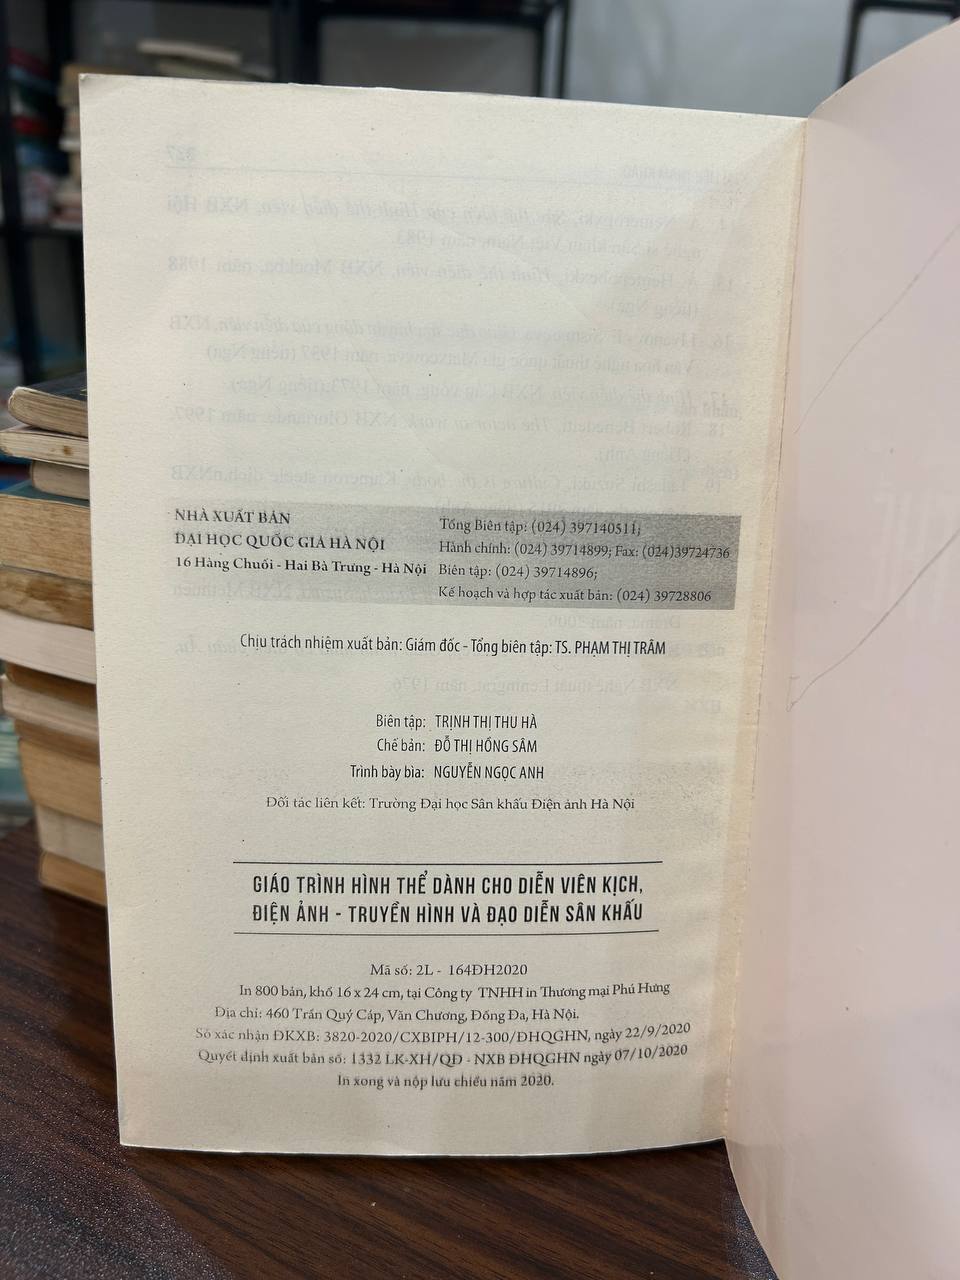 NHÀ XUẤT BẢN
ĐẠI HỌC QUỐC GIA HÀ NỘI
16 Hàng Chuối - Hai Bà Trưng - Hà Nội
Tổng Biên tập: (024) 397140511;
Hành chính: (024) 39714899; Fax: (024)39724736
Biên tập: (024) 39714896;
Kế hoạch và hợp tác xuất bản: (024) 39728806
Chịu trách nhiệm xuất bản: Giám đốc - Tổng biên tập: TS. PHẠM THỊ TRÂM
Biên tập: TRỊNH THỊ THU HÀ
Chế bản: ĐỖ THỊ HỒNG SÂM
Trình bày bìa: NGUYỄN NGỌC ANH
Đối tác liên kết: Trường Đại học Sân khấu Điện ảnh Hà Nội
GIÁO TRÌNH HÌNH THỂ DÀNH CHO DIỄN VIÊN KỊCH,
ĐIỆN ẢNH - TRUYỀN HÌNH VÀ ĐẠO DIỄN SÂN KHẤU
Mã số: 2L - 164ĐH2020
In 800 bản, khổ 16 x 24 cm, tại Công ty TNHH in Thương mại Phú Hưng
Địa chỉ: 460 Trần Quý Cáp, Văn Chương, Đống Đa, Hà Nội.
Số xác nhận ĐKXB: 3820-2020/CXBIPH/12-300/ĐHQGHN, ngày 22/9/2020
Quyết định xuất bản số: 1332 LK-XH/QĐ - NXB ĐHQGHN ngày 07/10/2020
In xong và nộp lưu chiểu năm 2020.